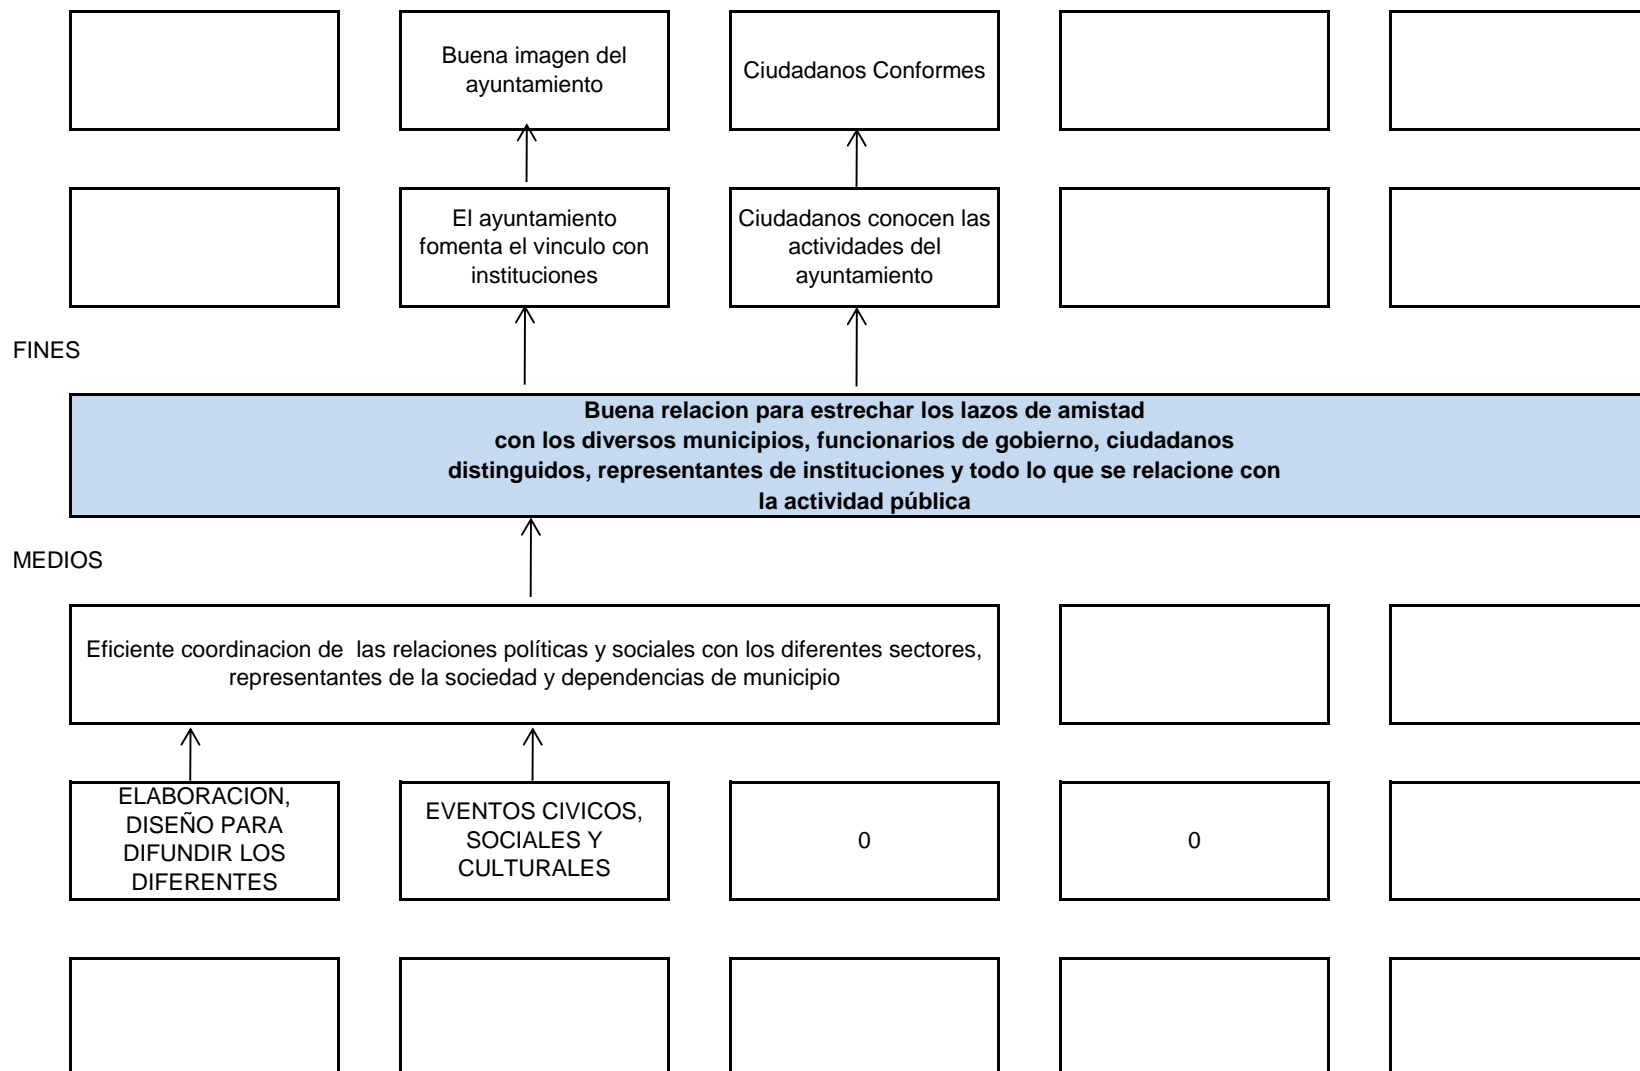 Buena imagen del
ayuntamiento
Ciudadanos Conformes
El ayuntamiento
fomenta el vinculo con
instituciones
Ciudadanos conocen las
actividades del
ayuntamiento
FINES
Buena relacion para estrechar los lazos de amistad
con los diversos municipios, funcionarios de gobierno, ciudadanos
distinguidos, representantes de instituciones y todo lo que se relacione con
la actividad pública
MEDIOS
Eficiente coordinacion de  las relaciones políticas y sociales con los diferentes sectores,
representantes de la sociedad y dependencias de municipio
ELABORACION,
DISEÑO PARA
DIFUNDIR LOS
DIFERENTES
EVENTOS CIVICOS,
SOCIALES Y
CULTURALES
0
0